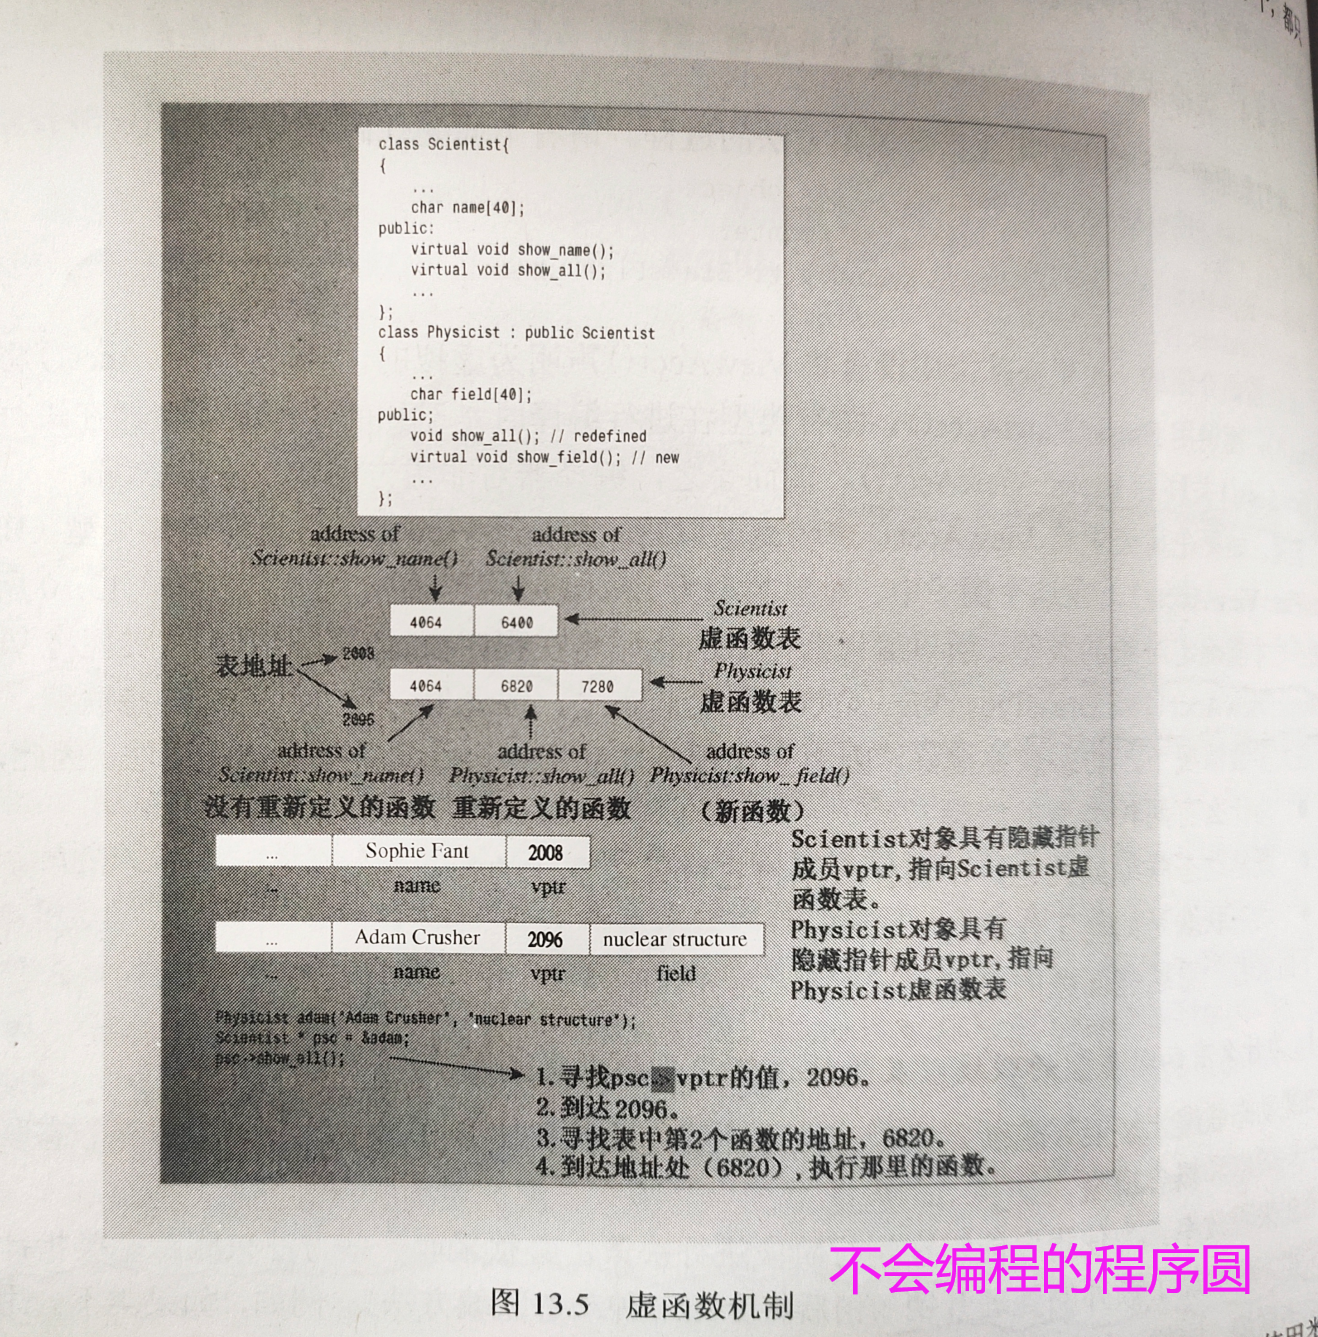 都只
class Scientist{
{
...
char name[40];
public:
virtual void show_name();
virtual void show_all();
...
};
class Physicist : public Scientist
{
...
char field[40];
public;
void show_all(); // redefined
virtual void show_field(); // new
...
};
address of address of
Scientist::show_name() Scientist::show_all()
4064 6400
Scientist
虚函数表
表地址
2008
4064 6820 7280
Physicist
虚函数表
2096
address of address of address of
Scientist::show_name() Physicist::show_all() Physicist:show_field()
没有重新定义的函数 重新定义的函数 （新函数）
... Sophie Fant 2008
... name vptr
... Adam Crusher 2096 nuclear structure
... name vptr field
Scientist对象具有隐藏指针
成员vptr,指向Scientist虚
函数表。
Physicist对象具有
隐藏指针成员vptr,指向
Physicist虚函数表
Physicist adam("Adam Crusher", "nuclear structure");
Scientist * psc = &adam;
psc->show_all();
1.寻找psc->vptr的值，2096。
2.到达2096。
3.寻找表中第2个函数的地址，6820。
4.到达地址处（6820）,执行那里的函数。
不会编程的程序圆
图 13.5 虚函数机制